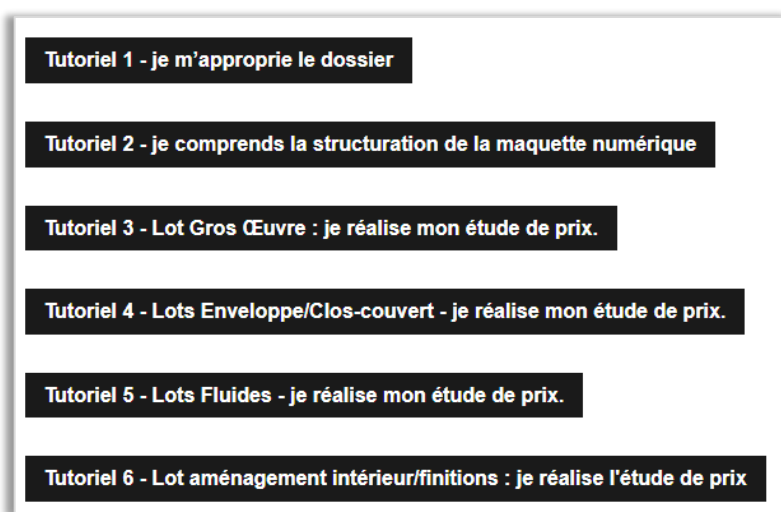 Tutoriel 1 - je m’approprie le dossier
Tutoriel 2 - je comprends la structuration de la maquette numérique
Tutoriel 3 - Lot Gros Œuvre : je réalise mon étude de prix.
Tutoriel 4 - Lots Enveloppe/Clos-couvert - je réalise mon étude de prix.
Tutoriel 5 - Lots Fluides - je réalise mon étude de prix.
Tutoriel 6 - Lot aménagement intérieur/finitions : je réalise l'étude de prix